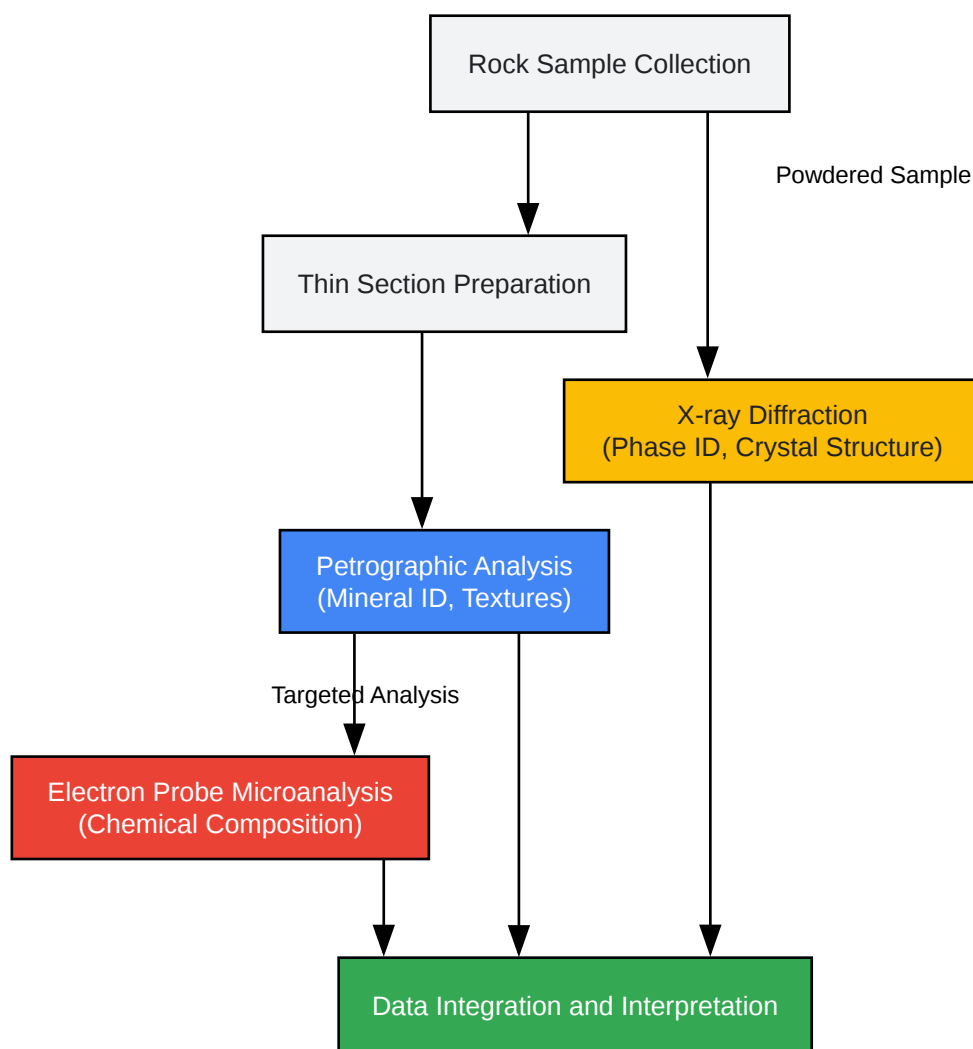 Rock Sample Collection
Powdered Sample
Thin Section Preparation
X-ray Diffraction
(Phase ID, Crystal Structure)
Petrographic Analysis
(Mineral ID, Textures)
Targeted Analysis
Electron Probe Microanalysis
(Chemical Composition)
Data Integration and Interpretation